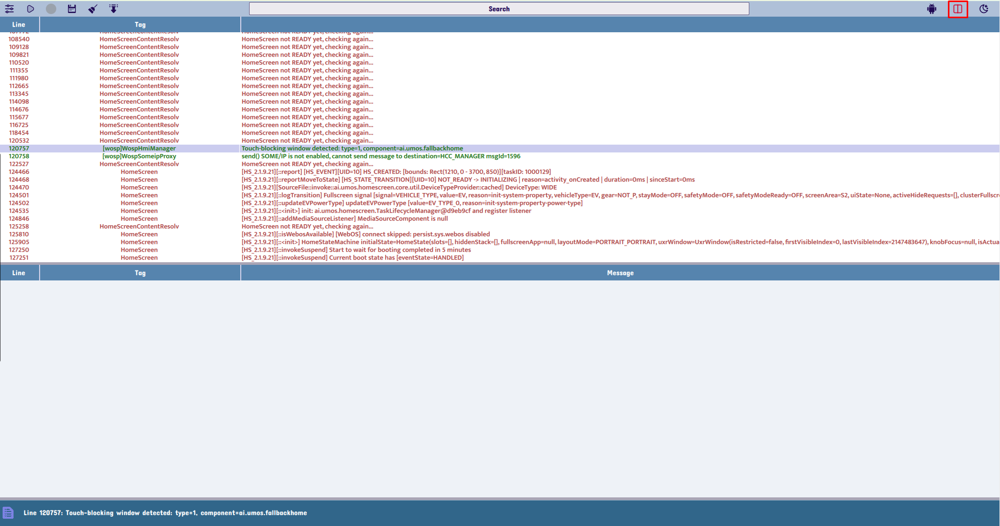 Search
Line Tag
107772 HomeScreenContentResolv HomeScreen not READY yet, checking again...
108540 HomeScreenContentResolv HomeScreen not READY yet, checking again...
109128 HomeScreenContentResolv HomeScreen not READY yet, checking again...
109821 HomeScreenContentResolv HomeScreen not READY yet, checking again...
110520 HomeScreenContentResolv HomeScreen not READY yet, checking again...
111355 HomeScreenContentResolv HomeScreen not READY yet, checking again...
111980 HomeScreenContentResolv HomeScreen not READY yet, checking again...
112665 HomeScreenContentResolv HomeScreen not READY yet, checking again...
113345 HomeScreenContentResolv HomeScreen not READY yet, checking again...
114098 HomeScreenContentResolv HomeScreen not READY yet, checking again...
114676 HomeScreenContentResolv HomeScreen not READY yet, checking again...
115677 HomeScreenContentResolv HomeScreen not READY yet, checking again...
116725 HomeScreenContentResolv HomeScreen not READY yet, checking again...
118454 HomeScreenContentResolv HomeScreen not READY yet, checking again...
120532 HomeScreenContentResolv HomeScreen not READY yet, checking again...
120757 [wosp]WospHmiManager Touch-blocking window detected: type=1, component=ai.umos.fallbackhome
120758 [wosp]WospSomeipProxy send() SOME/IP is not enabled, cannot send message to destination=HCC_MANAGER msgId=1596
122527 HomeScreenContentResolv HomeScreen not READY yet, checking again...
124466 HomeScreen [HS_2.1.9.21][::report] [HS_EVENT][UID=10] HS_CREATED: [bounds: Rect(1210, 0 - 3700, 850)][taskID: 1000129]
124468 HomeScreen [HS_2.1.9.21][::reportMoveToState] [HS_STATE_TRANSITION][UID=10] NOT_READY -> INITIALIZING | reason=activity_onCreated | duration=0ms | sinceStart=0ms
124470 HomeScreen [HS_2.1.9.21][SourceFile::invoke::ai.umos.homescreen.core.util.DeviceTypeProvider::cached] DeviceType: WIDE
124501 HomeScreen [HS_2.1.9.21][::logTransition] Fullscreen signal [signal=VEHICLE_TYPE, value=EV, reason=init-system-property, vehicleType=EV, gear=NOT_P, stayMode=OFF, safetyMode=OFF, safetyModeReady=OFF, screenArea=S2, uiState=None, activeHideRequests=[], clusterFullscr
124502 HomeScreen [HS_2.1.9.21][::updateEVPowerType] updateEVPowerType [value=EV_TYPE_0, reason=init-system-property-power-type]
124535 HomeScreen [HS_2.1.9.21][::<init>] init: ai.umos.homescreen.TaskLifecycleManager@d9eb9cf and register listener
124846 HomeScreen [HS_2.1.9.21][::addMediaSourceListener] MediaSourceComponent is null
125258 HomeScreenContentResolv HomeScreen not READY yet, checking again...
125810 HomeScreen [HS_2.1.9.21][::isWebosAvailable] [WebOS] connect skipped: persist.sys.webos disabled
125905 HomeScreen [HS_2.1.9.21][::<init>] HomeStateMachine initialState=HomeState(slots=[], hiddenStack=[], fullscreenApp=null, layoutMode=PORTRAIT_PORTRAIT, uxrWindow=UxrWindow(isRestricted=false, firstVisibleIndex=0, lastVisibleIndex=2147483647), knobFocus=null, isActua
127250 HomeScreen [HS_2.1.9.21][::invokeSuspend] Start to wait for booting completed in 5 minutes
127251 HomeScreen [HS_2.1.9.21][::invokeSuspend] Current boot state has [eventState=HANDLED]
Line Tag Message
Line 120757: Touch-blocking window detected: type=1, component=ai.umos.fallbackhome